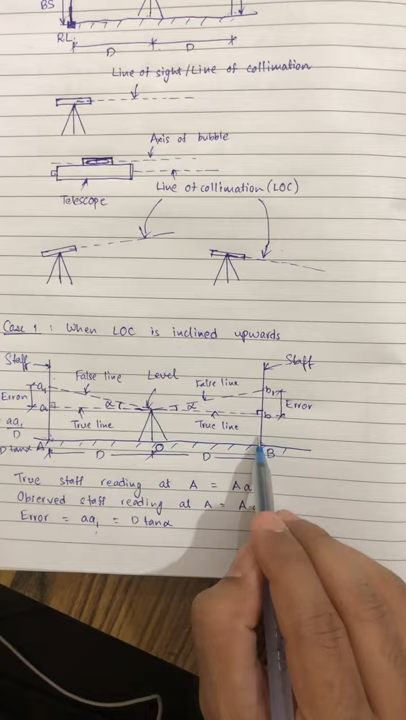 BS
RL
D D
Line of sight/Line of collimation
Axis of bubble
Line of collimation (LOC)
Telescope
Case 1 : When LOC is inclined upwards
Staff Level Staff
False line False line
Error a₁ α α b₁ Error
a b
True line True line
aa₁
D
D tanα A D O D B
True staff reading at A = Aa
Observed staff reading at A = A
Error = aa₁ = D tanα